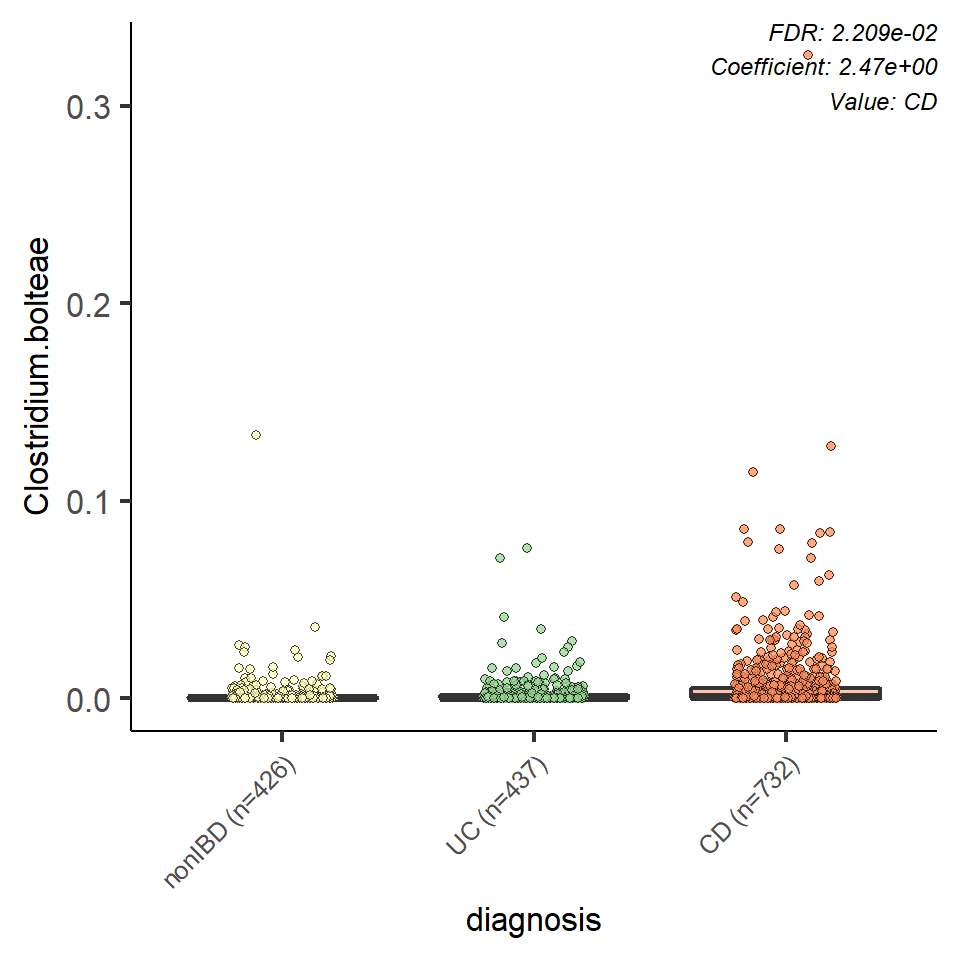 FDR: 2.209e-02
Coefficient: 2.47e+00
Value: CD
Clostridium.bolteae
0.3
0.2
0.1
0.0
nonIBD (n=426)
UC (n=437)
CD (n=732)
diagnosis